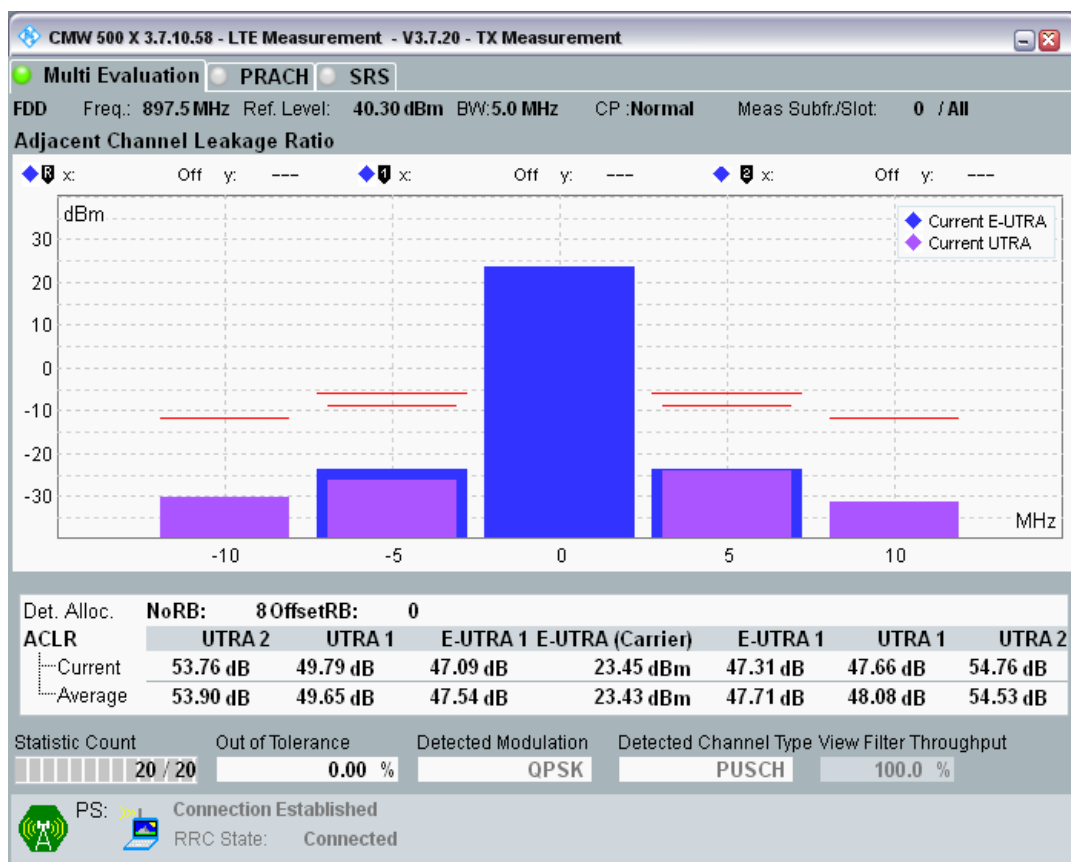 CMW 500 X 3.7.10.58 - LTE Measurement - V3.7.20 - TX Measurement
Multi Evaluation PRACH SRS
FDD Freq.: 897.5 MHz Ref. Level: 40.30 dBm BW:5.0 MHz CP :Normal Meas Subfr./Slot: 0 / All
Adjacent Channel Leakage Ratio
R x: Off y: --- 1 x: Off y: --- 2 x: Off y: ---
dBm
Current E-UTRA
Current UTRA
30
20
10
0
-10
-20
-30
MHz
-10 -5 0 5 10
Det. Alloc. NoRB: 8 OffsetRB: 0
ACLR UTRA 2 UTRA 1 E-UTRA 1 E-UTRA (Carrier) E-UTRA 1 UTRA 1 UTRA 2
Current 53.76 dB 49.79 dB 47.09 dB 23.45 dBm 47.31 dB 47.66 dB 54.76 dB
Average 53.90 dB 49.65 dB 47.54 dB 23.43 dBm 47.71 dB 48.08 dB 54.53 dB
Statistic Count Out of Tolerance Detected Modulation Detected Channel Type View Filter Throughput
20 / 20 0.00 % QPSK PUSCH 100.0 %
PS: Connection Established
RRC State: Connected